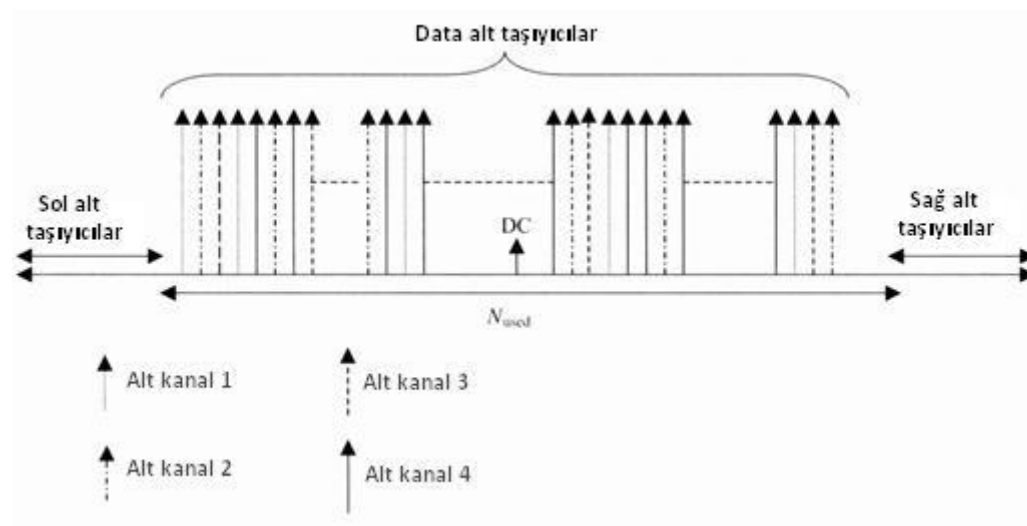 Data alt taşıyıcılar
Sol alt
taşıyıcılar
Sağ alt
taşıyıcılar
DC
Nused
Alt kanal 1
Alt kanal 3
Alt kanal 2
Alt kanal 4